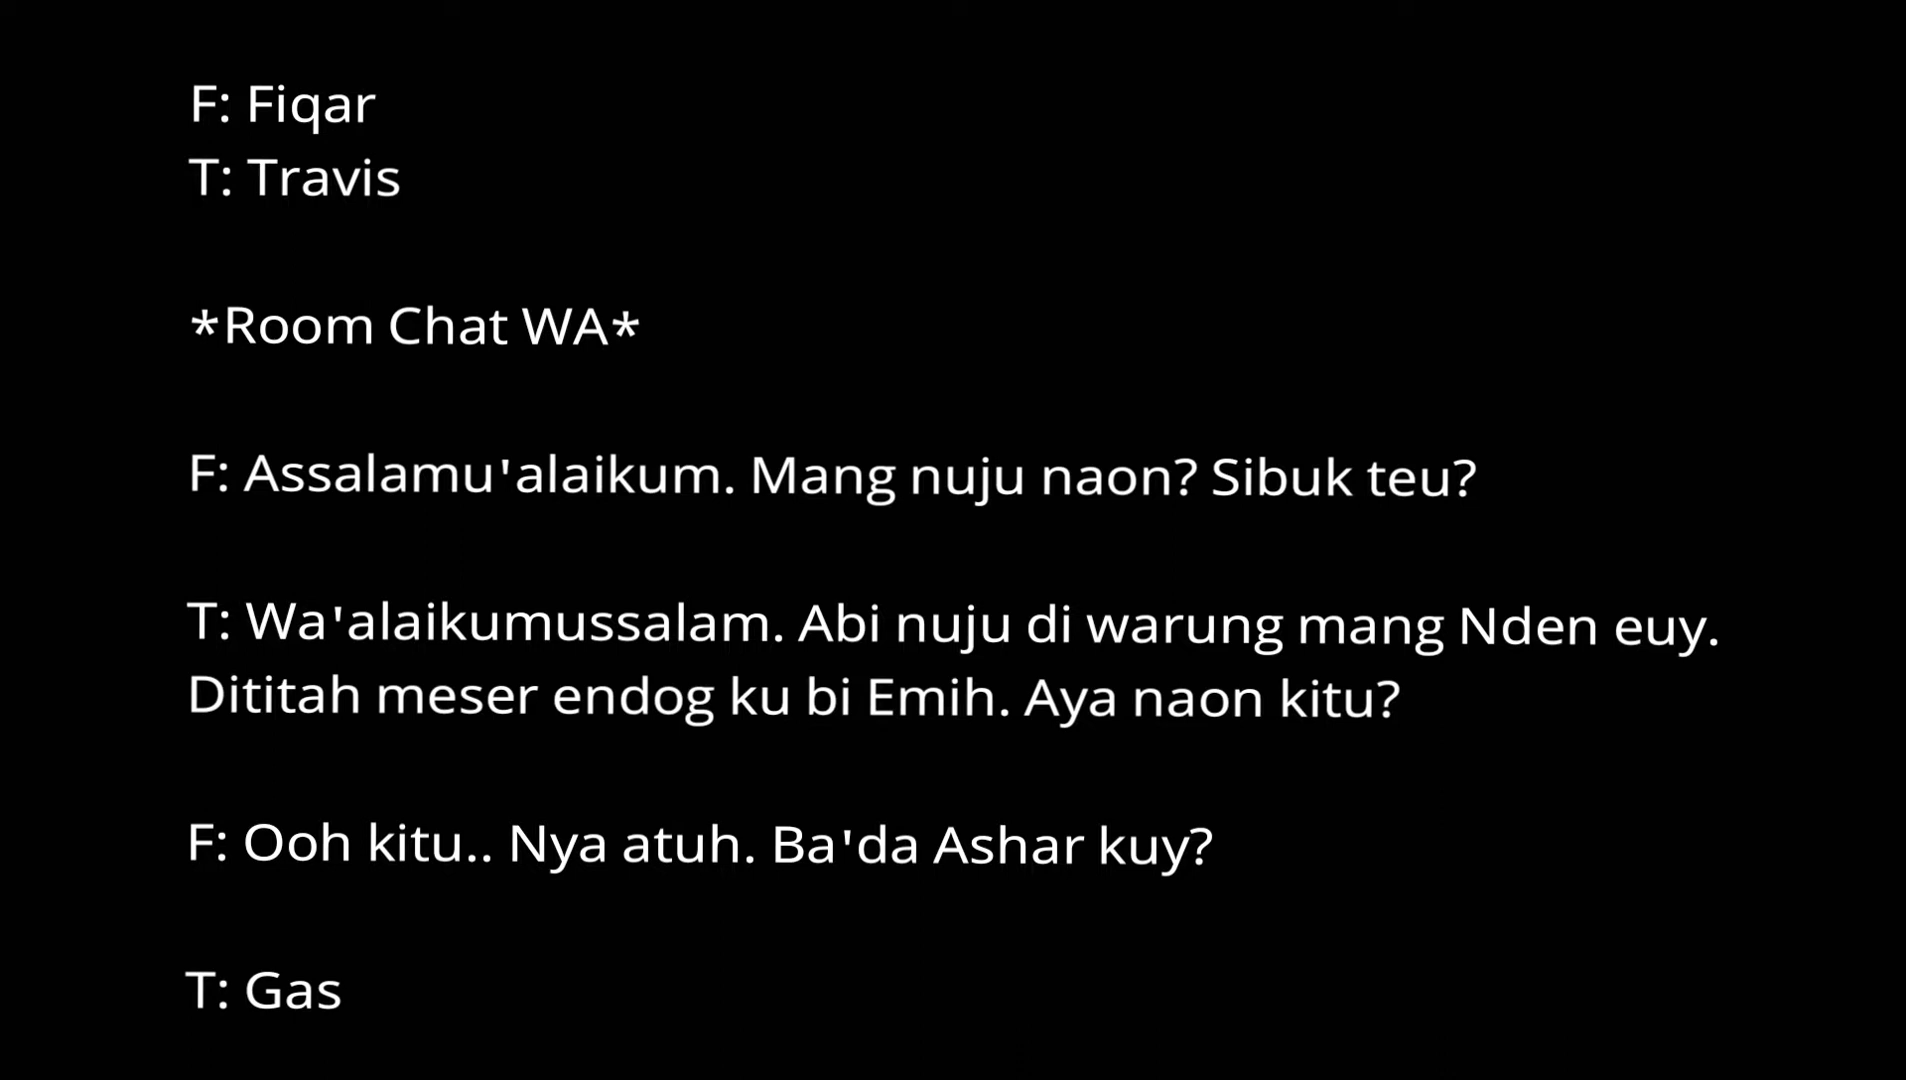 F: Fiqar
T: Travis
*Room Chat WA*
F: Assalamu'alaikum. Mang nuju naon? Sibuk teu?
T: Wa'alaikumussalam. Abi nuju di warung mang Nden euy.
Dititah meser endog ku bi Emih. Aya naon kitu?
F: Ooh kitu.. Nya atuh. Ba'da Ashar kuy?
T: Gas